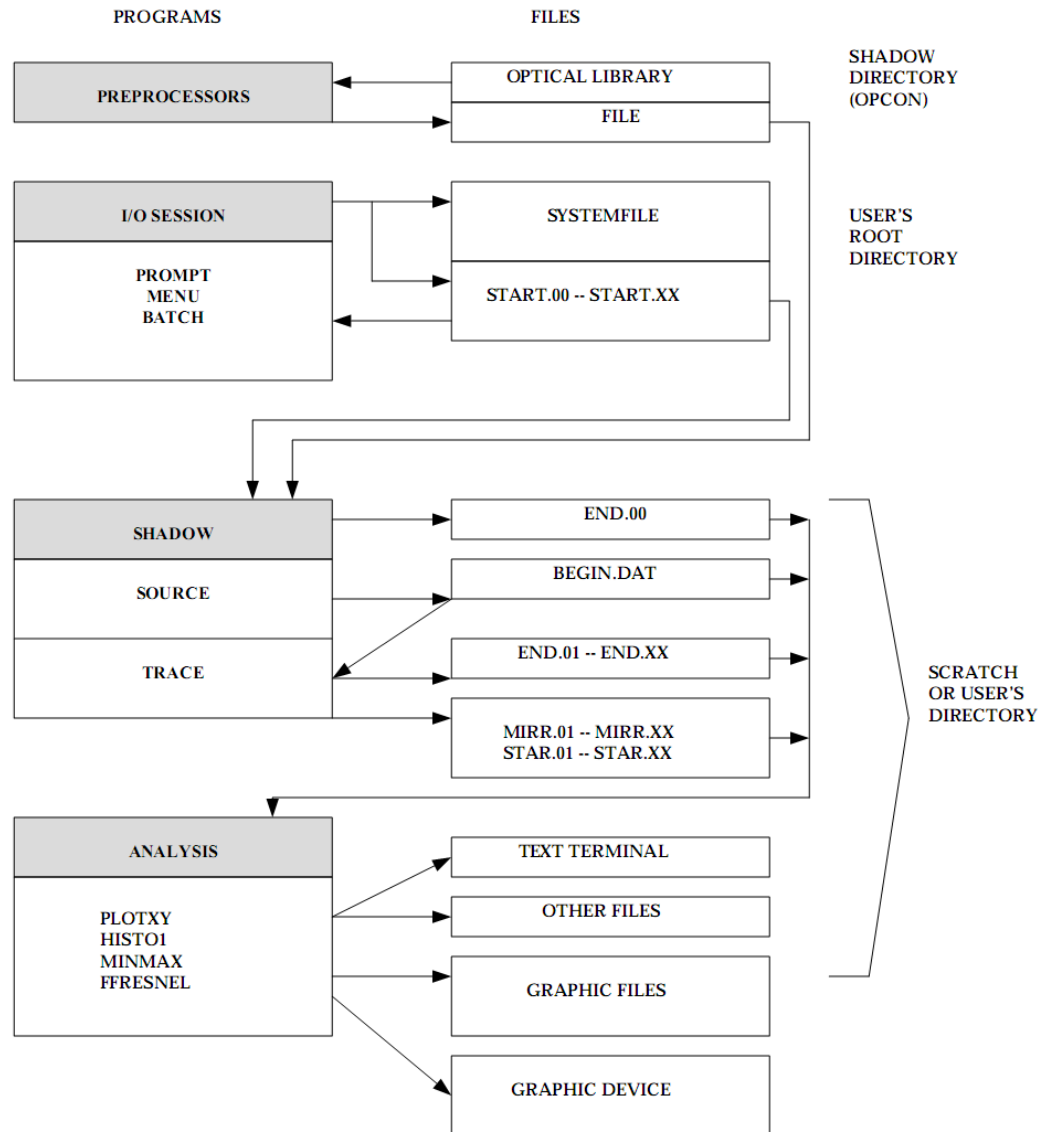 PROGRAMS
FILES
SHADOW
DIRECTORY
(OPCON)
OPTICAL LIBRARY
PREPROCESSORS
FILE
I/O SESSION
SYSTEMFILE
USER'S
ROOT
DIRECTORY
PROMPT
MENU
BATCH
START.00 -- START.XX
SHADOW
END.00
SOURCE
BEGIN.DAT
TRACE
END.01 -- END.XX
MIRR.01 -- MIRR.XX
STAR.01 -- STAR.XX
SCRATCH
OR USER'S
DIRECTORY
ANALYSIS
TEXT TERMINAL
PLOTXY
HISTO1
MINMAX
FFRESNEL
OTHER FILES
GRAPHIC FILES
GRAPHIC DEVICE